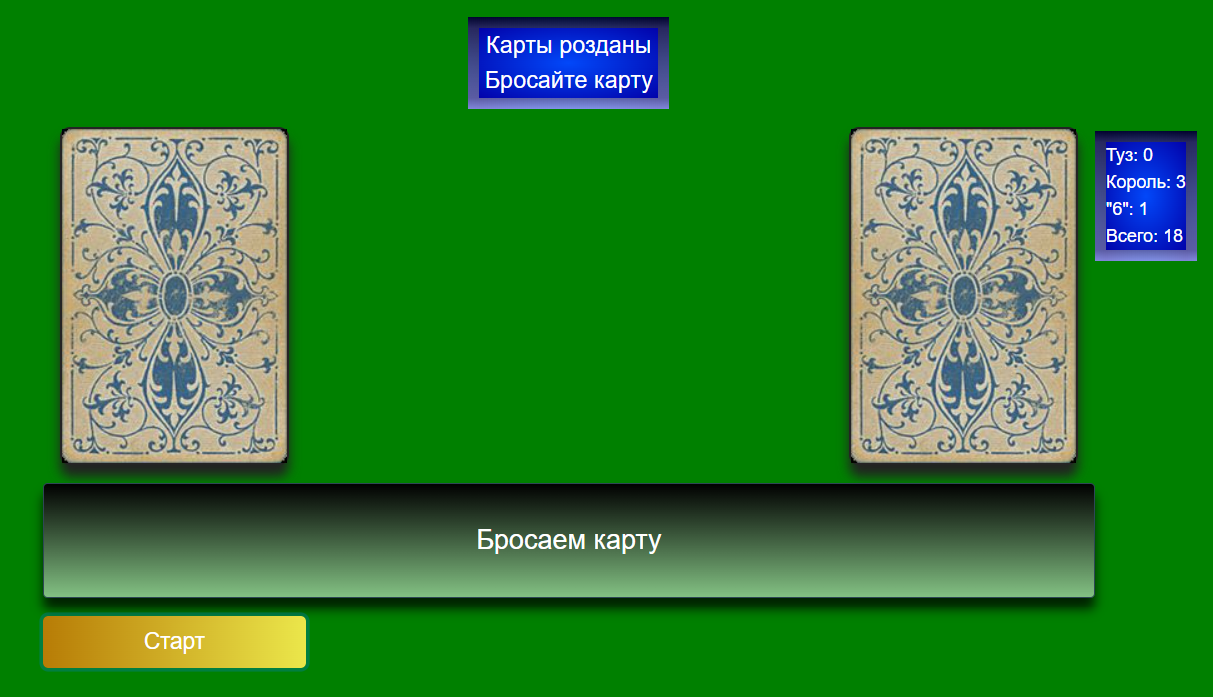 Карты розданы
Бросайте карту
Туз: 0
Король: 3
"6": 1
Всего: 18
Бросаем карту
Старт